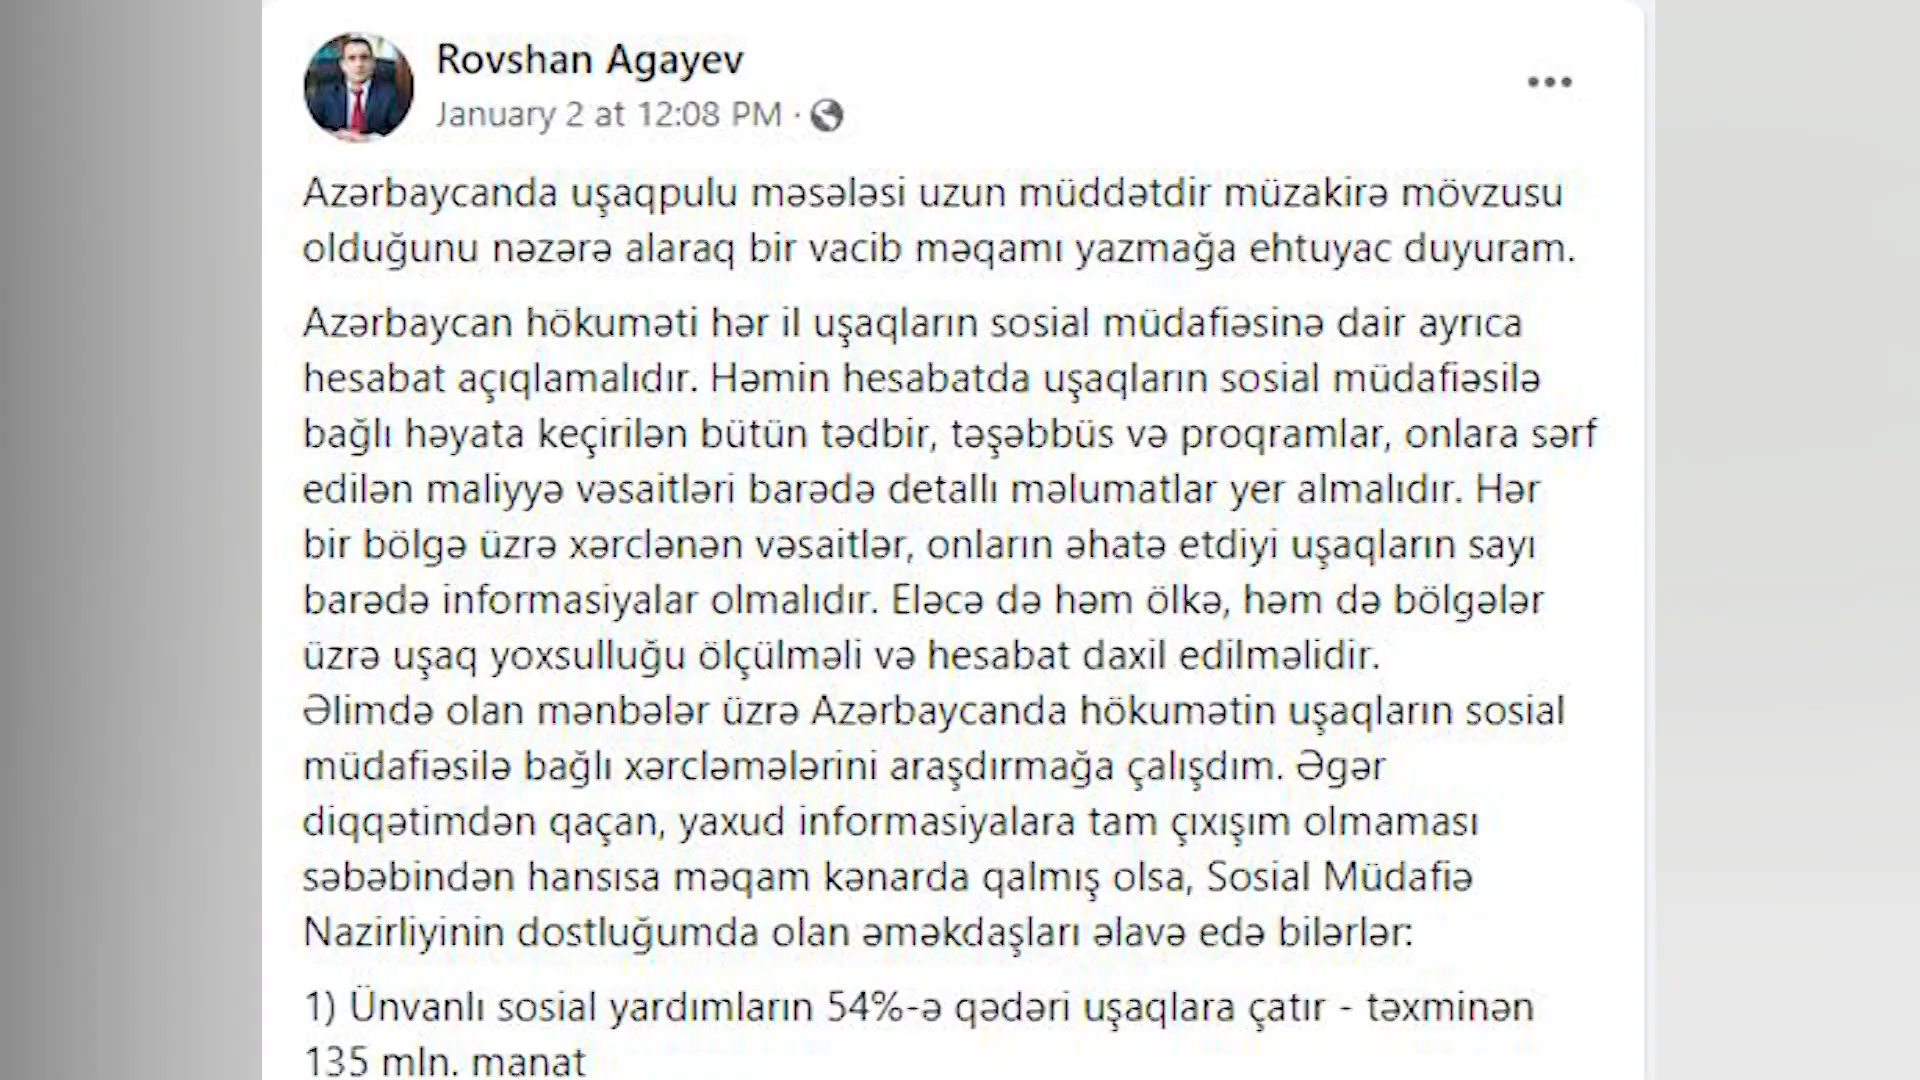 Rovshan Agayev
January 2 at 12:08 PM ·
Azərbaycanda uşaqpulu məsələsi uzun müddətdir müzakirə mövzusu
olduğunu nəzərə alaraq bir vacib məqamı yazmağa ehtuyac duyuram.
Azərbaycan hökuməti hər il uşaqların sosial müdafiəsinə dair ayrıca
hesabat açıqlamalıdır. Həmin hesabatda uşaqların sosial müdafiəsilə
bağlı həyata keçirilən bütün tədbir, təşəbbüs və proqramlar, onlara sərf
edilən maliyyə vəsaitləri barədə detallı məlumatlar yer almalıdır. Hər
bir bölgə üzrə xərclənən vəsaitlər, onların əhatə etdiyi uşaqların sayı
barədə informasiyalar olmalıdır. Eləcə də həm ölkə, həm də bölgələr
üzrə uşaq yoxsulluğu ölçülməli və hesabat daxil edilməlidir.
Əlimdə olan mənbələr üzrə Azərbaycanda hökumətin uşaqların sosial
müdafiəsilə bağlı xərcləmələrini araşdırmağa çalışdım. Əgər
diqqətimdən qaçan, yaxud informasiyalara tam çıxışım olmaması
səbəbindən hansısa məqam kənarda qalmış olsa, Sosial Müdafiə
Nazirliyinin dostluğumda olan əməkdaşları əlavə edə bilərlər:
1) Ünvanlı sosial yardımların 54%-ə qədəri uşaqlara çatır - təxminən
135 mln. manat